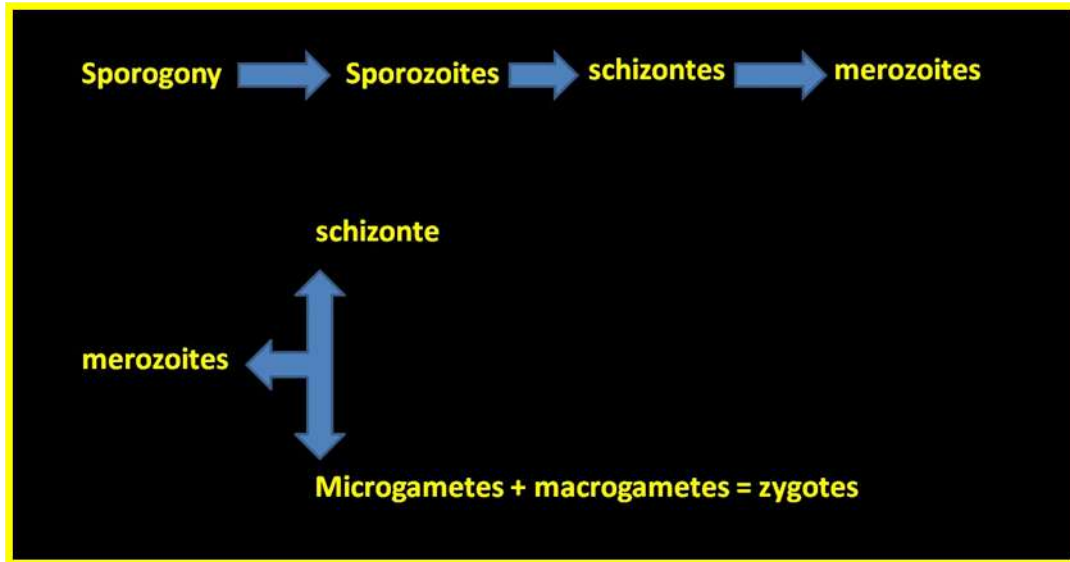 Sporogony Sporozoites schizontes merozoites
schizonte
merozoites
Microgametes + macrogametes = zygotes